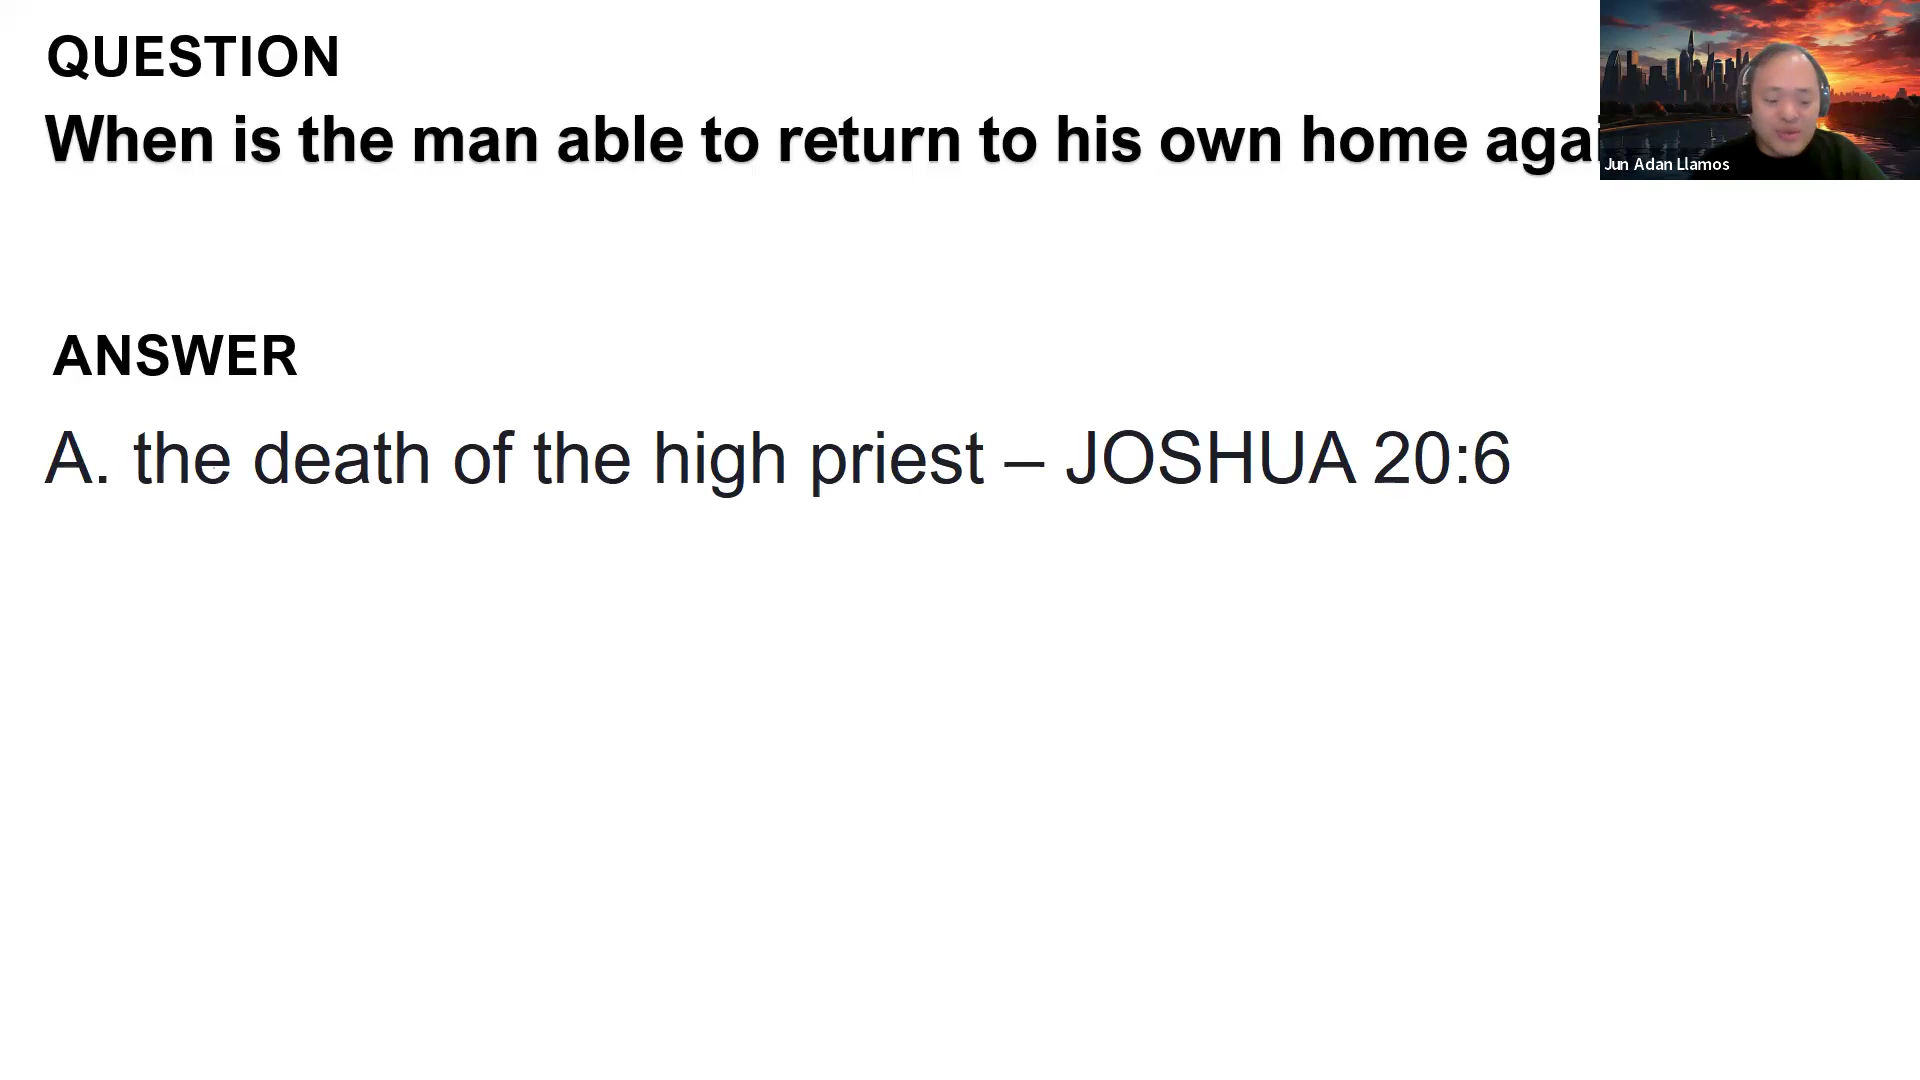 QUESTION
When is the man able to return to his own home
Jun Adan Llamos
ANSWER
A. the death of the high priest – JOSHUA 20:6